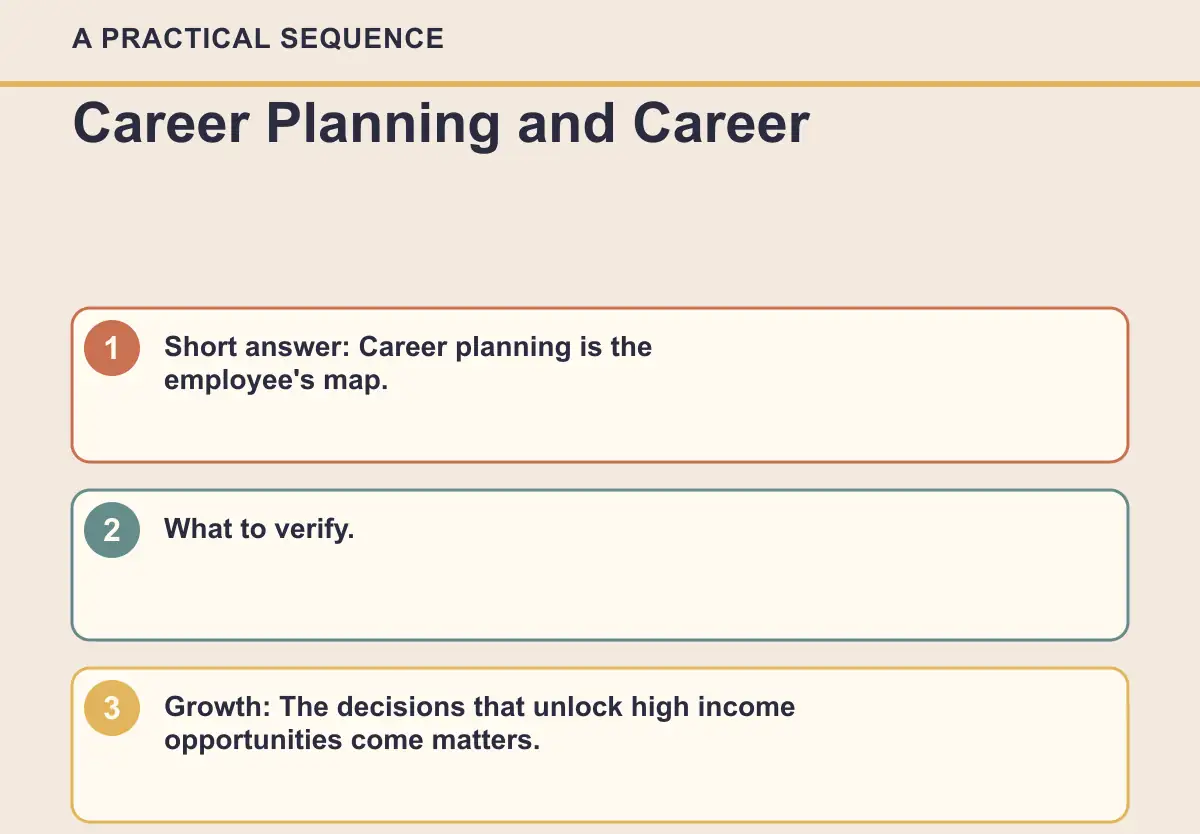 A PRACTICAL SEQUENCE
Career Planning and Career
1
Short answer: Career planning is the
employee's map.
2
What to verify.
3
Growth: The decisions that unlock high income
opportunities come matters.